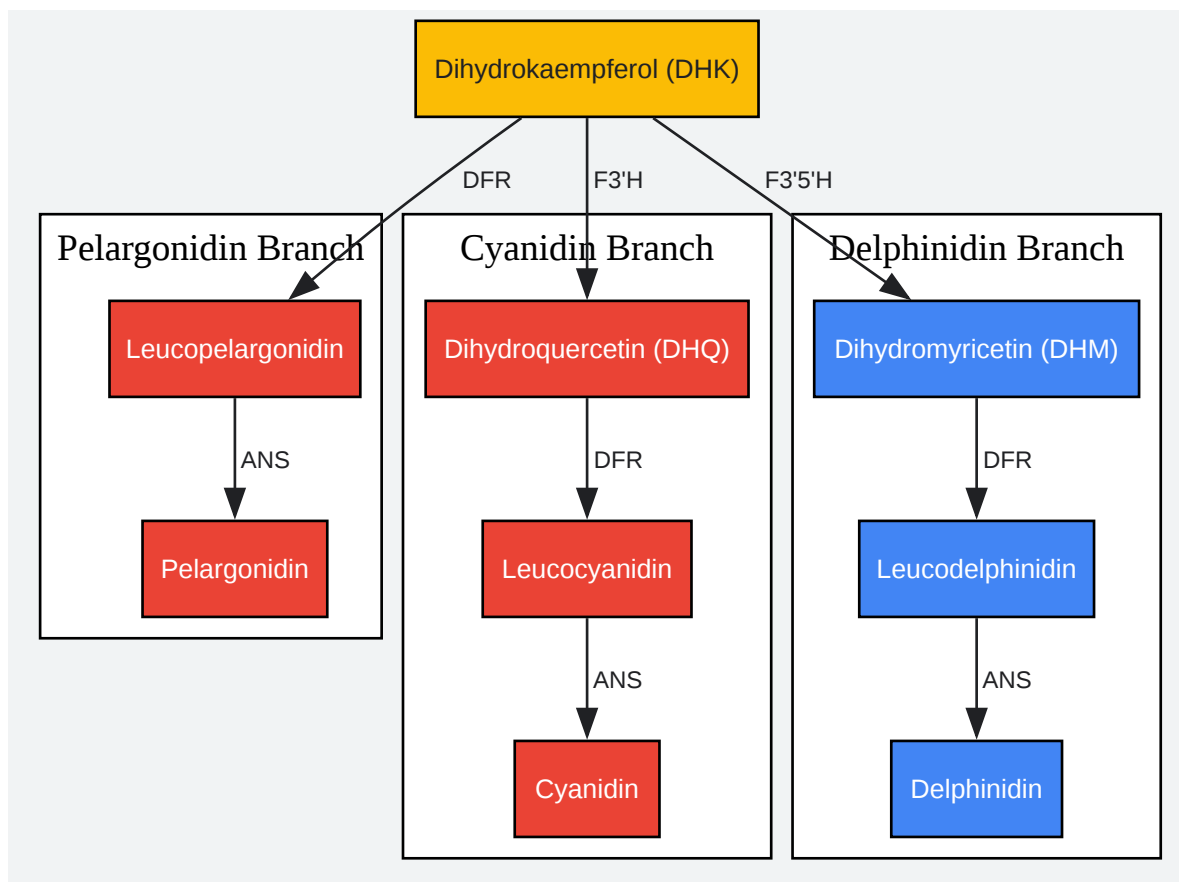 Dihydrokaempferol (DHK)
DFR
F3'H
F3'5'H
Pelargonidin Branch
Cyanidin Branch
Delphinidin Branch
Leucopelargonidin
Dihydroquercetin (DHQ)
Dihydromyricetin (DHM)
ANS
DFR
DFR
Pelargonidin
Leucocyanidin
Leucodelphinidin
ANS
ANS
Cyanidin
Delphinidin